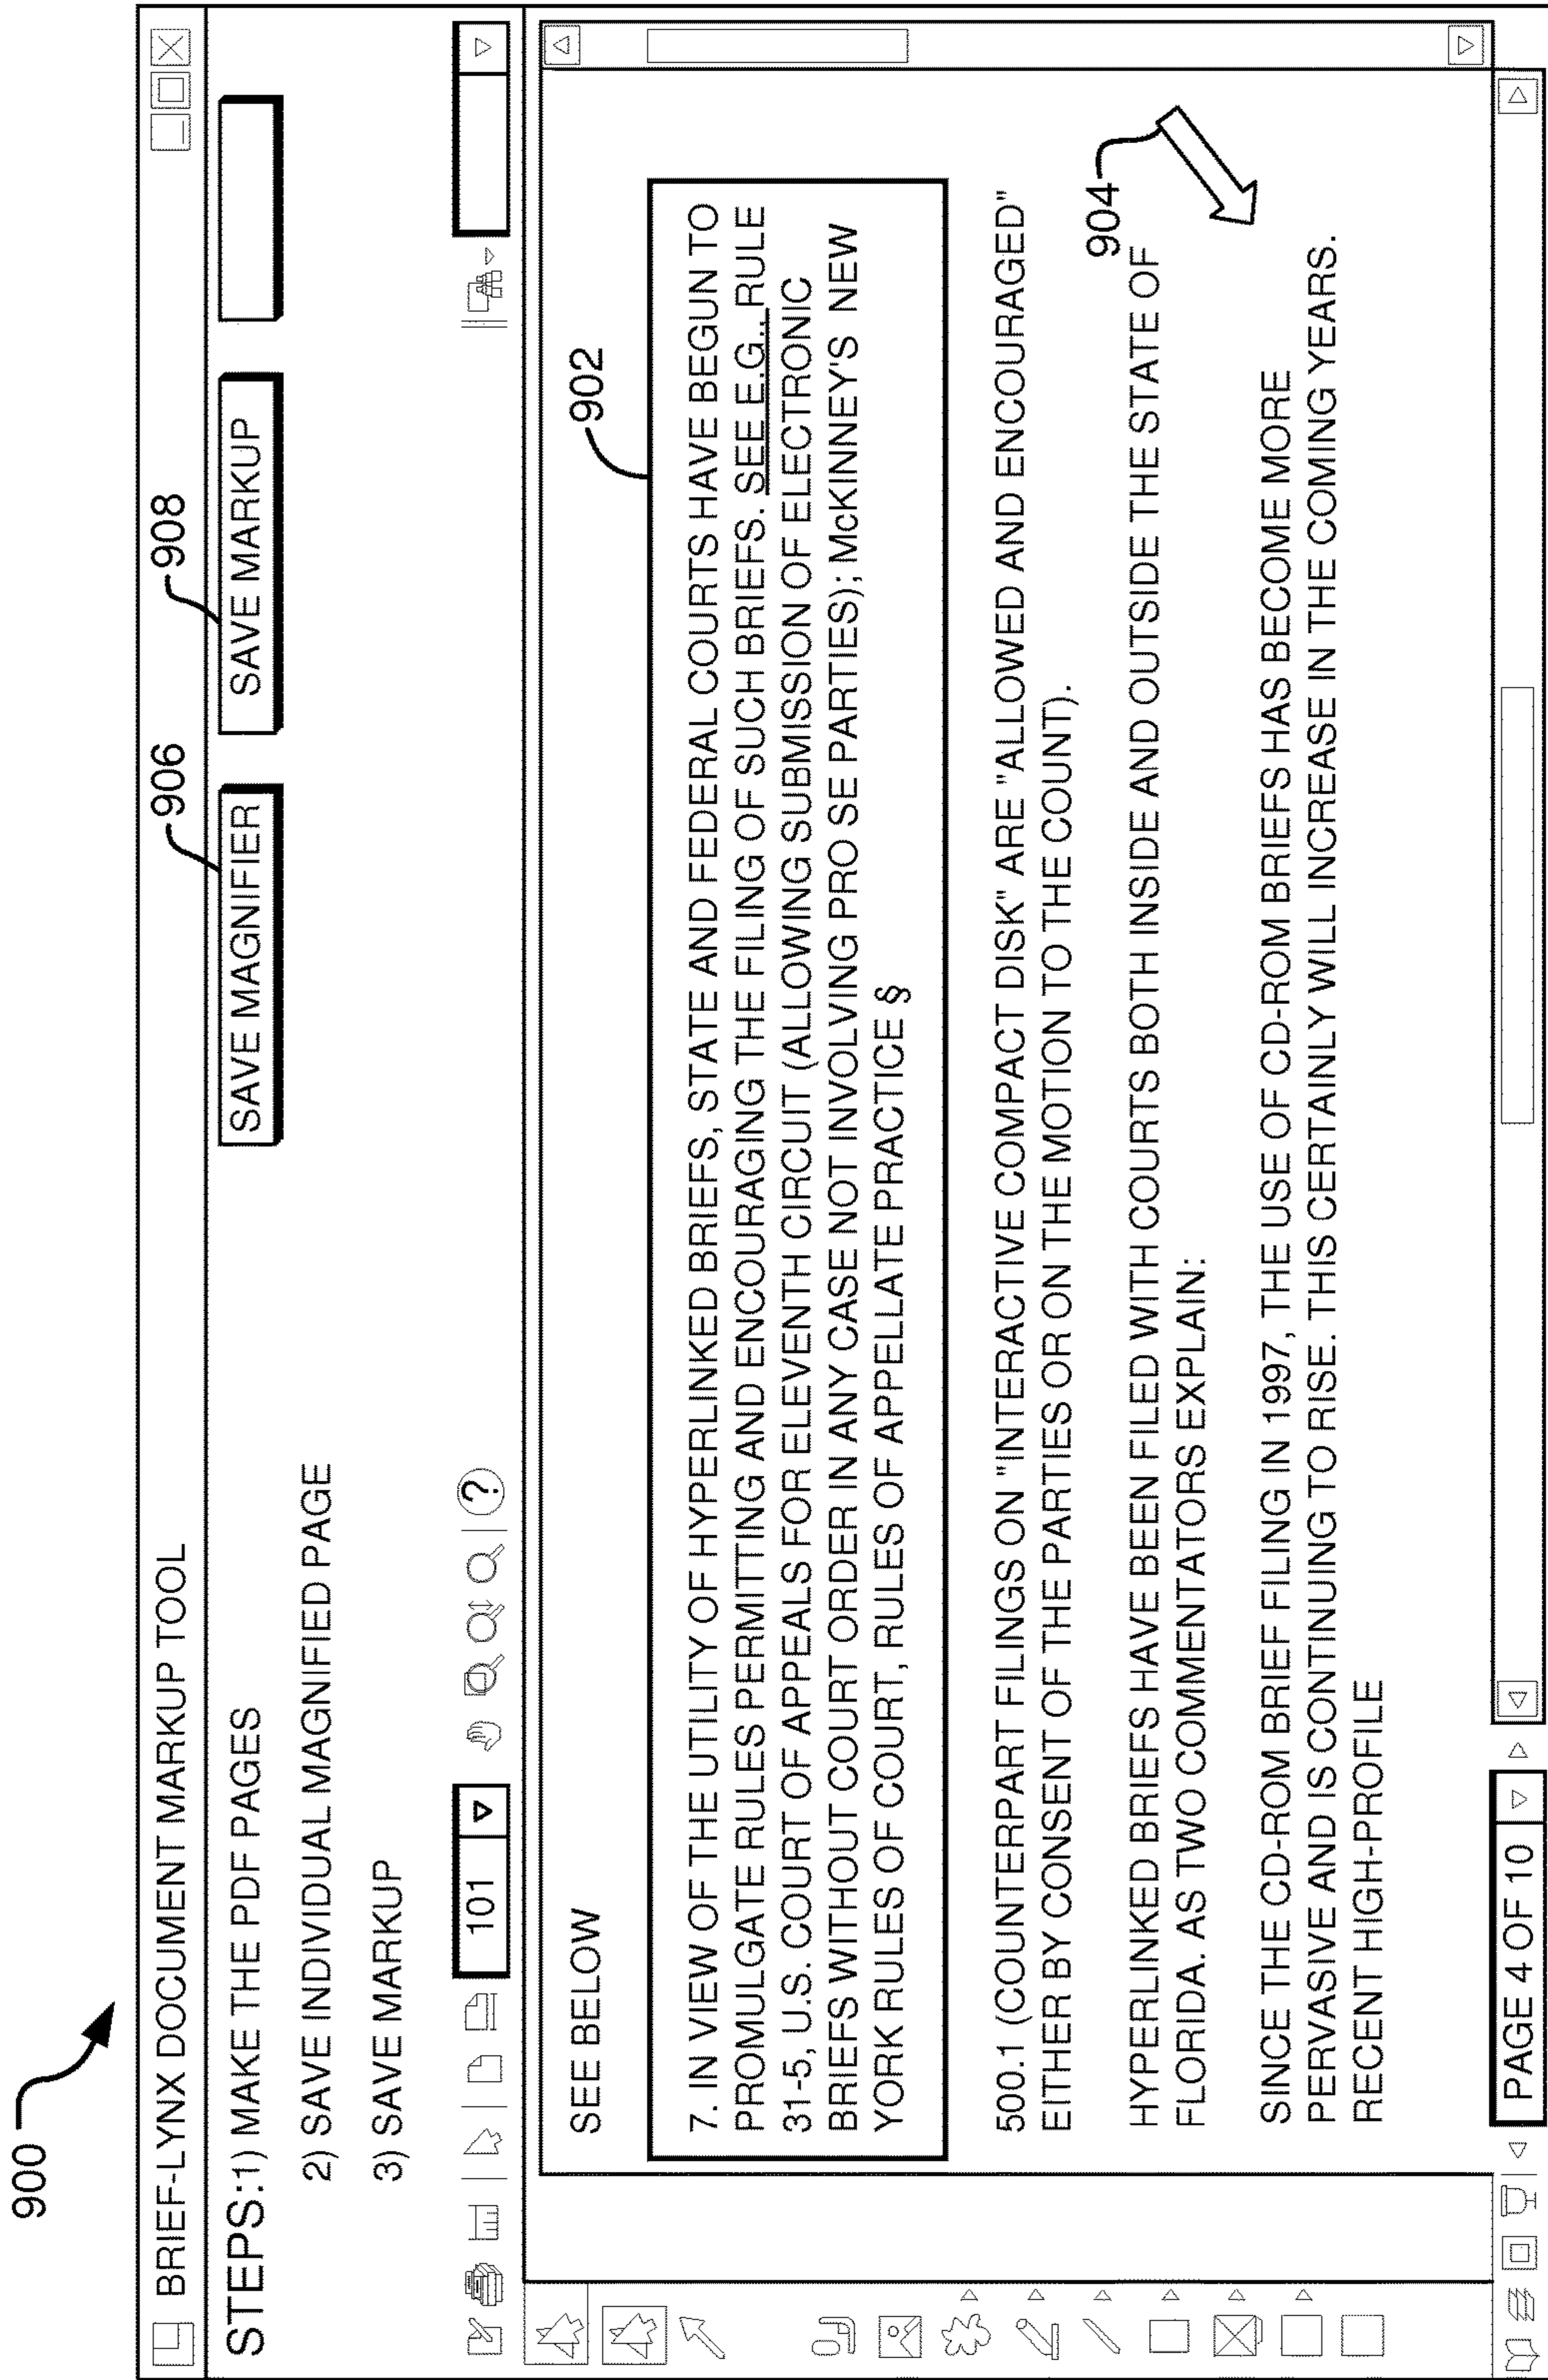 900
BRIEF-LYNX DOCUMENT MARKUP TOOL
STEPS:1) MAKE THE PDF PAGES
2) SAVE INDIVIDUAL MAGNIFIED PAGE
3) SAVE MARKUP
906
908
SAVE MAGNIFIER
SAVE MARKUP
101
?
SEE BELOW
902
7. IN VIEW OF THE UTILITY OF HYPERLINKED BRIEFS, STATE AND FEDERAL COURTS HAVE BEGUN TO
PROMULGATE RULES PERMITTING AND ENCOURAGING THE FILING OF SUCH BRIEFS. SEE E.G., RULE
31-5, U.S. COURT OF APPEALS FOR ELEVENTH CIRCUIT (ALLOWING SUBMISSION OF ELECTRONIC
BRIEFS WITHOUT COURT ORDER IN ANY CASE NOT INVOLVING PRO SE PARTIES); McKINNEY'S NEW
YORK RULES OF COURT, RULES OF APPELLATE PRACTICE §
500.1 (COUNTERPART FILINGS ON "INTERACTIVE COMPACT DISK" ARE "ALLOWED AND ENCOURAGED"
EITHER BY CONSENT OF THE PARTIES OR ON THE MOTION TO THE COUNT).
904
HYPERLINKED BRIEFS HAVE BEEN FILED WITH COURTS BOTH INSIDE AND OUTSIDE THE STATE OF
FLORIDA. AS TWO COMMENTATORS EXPLAIN:
SINCE THE CD-ROM BRIEF FILING IN 1997, THE USE OF CD-ROM BRIEFS HAS BECOME MORE
PERVASIVE AND IS CONTINUING TO RISE. THIS CERTAINLY WILL INCREASE IN THE COMING YEARS.
RECENT HIGH-PROFILE
PAGE 4 OF 10